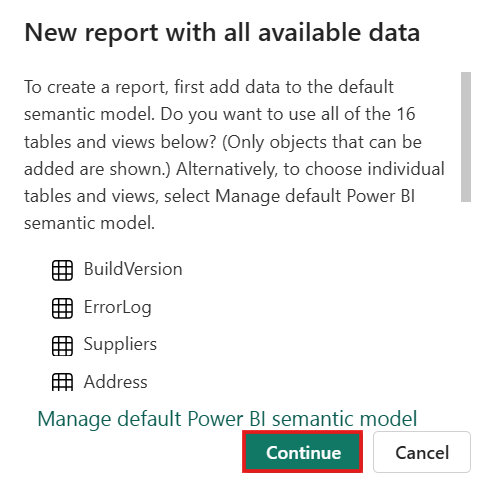 New report with all available data
To create a report, first add data to the default
semantic model. Do you want to use all of the 16
tables and views below? (Only objects that can be
added are shown.) Alternatively, to choose individual
tables and views, select Manage default Power BI
semantic model.
BuildVersion
ErrorLog
Suppliers
Address
Manage default Power BI semantic model
Continue
Cancel